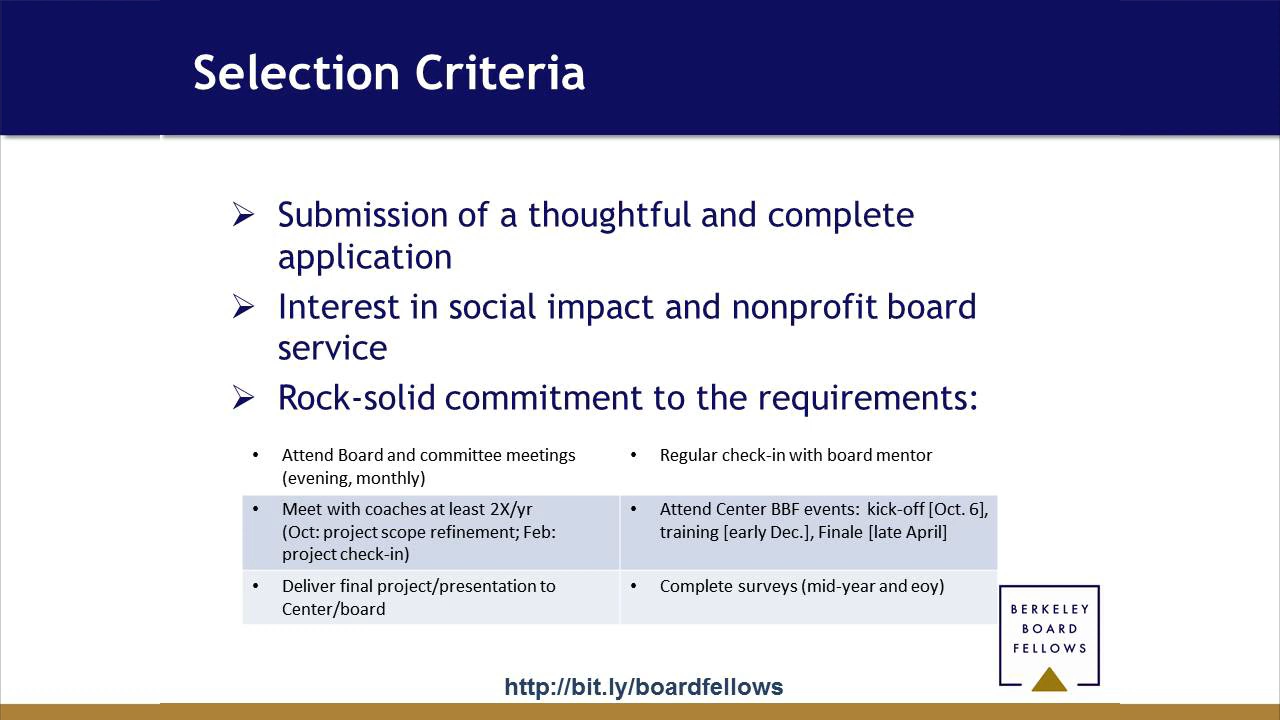 Selection Criteria
➢ Submission of a thoughtful and complete
application
➢ Interest in social impact and nonprofit board
service
➢ Rock-solid commitment to the requirements:
• Attend Board and committee meetings
(evening, monthly)
• Regular check-in with board mentor
• Meet with coaches at least 2X/yr
(Oct: project scope refinement; Feb:
project check-in)
• Attend Center BBF events: kick-off [Oct. 6],
training [early Dec.], Finale [late April]
• Deliver final project/presentation to
Center/board
• Complete surveys (mid-year and eoy)
BERKELEY
BOARD
FELLOWS
http://bit.ly/boardfellows